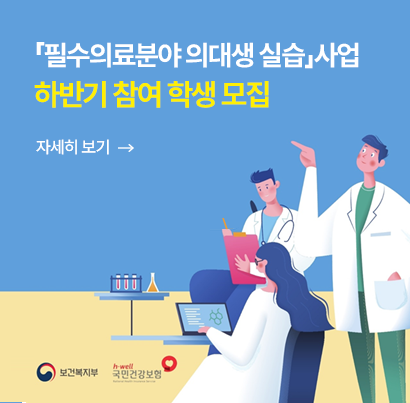 「필수의료분야 의대생 실습」사업
하반기 참여 학생 모집
자세히 보기 →
보건복지부
h-well
국민건강보험